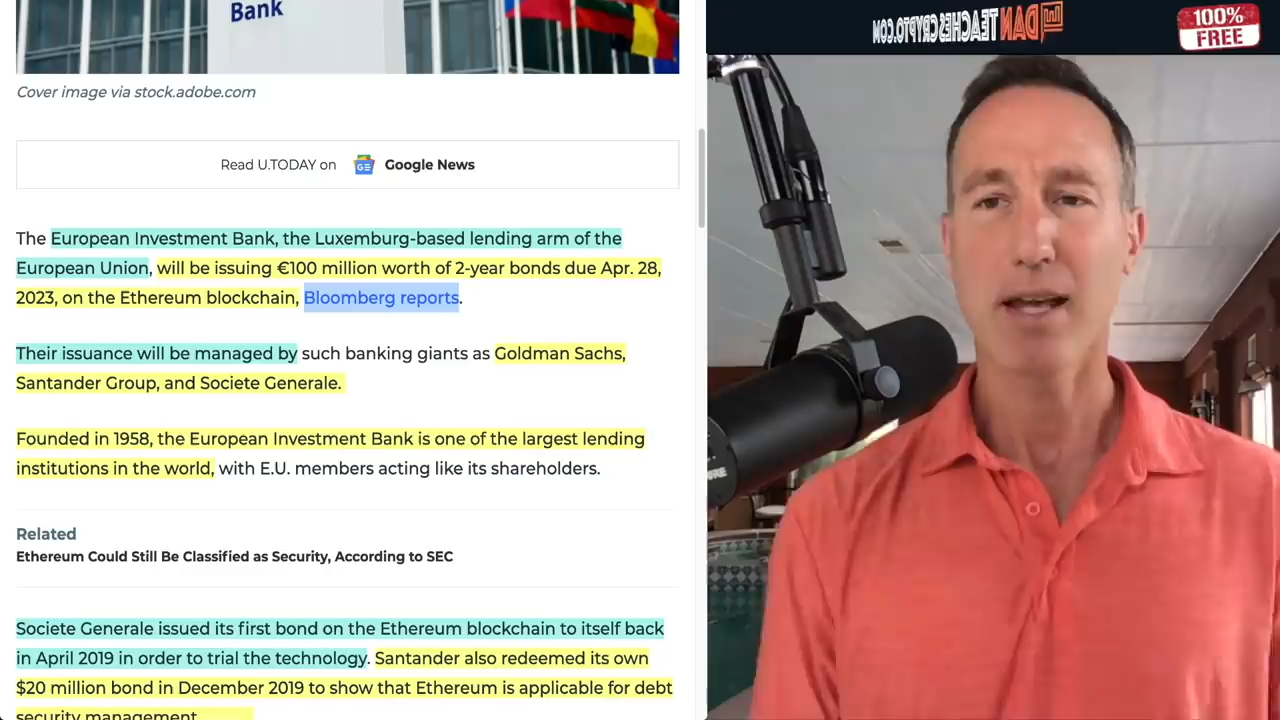 Bank
Cover image via stock.adobe.com
Read U.TODAY on GE Google News
The European Investment Bank, the Luxemburg-based lending arm of the
European Union, will be issuing €100 million worth of 2-year bonds due Apr. 28,
2023, on the Ethereum blockchain, Bloomberg reports.
Their issuance will be managed by such banking giants as Goldman Sachs,
Santander Group, and Societe Generale.
Founded in 1958, the European Investment Bank is one of the largest lending
institutions in the world, with E.U. members acting like its shareholders.
Related
Ethereum Could Still Be Classified as Security, According to SEC
Societe Generale issued its first bond on the Ethereum blockchain to itself back
in April 2019 in order to trial the technology. Santander also redeemed its own
$20 million bond in December 2019 to show that Ethereum is applicable for debt
security management.
DANTEACHESCRYPTO.COM
100%
FREE